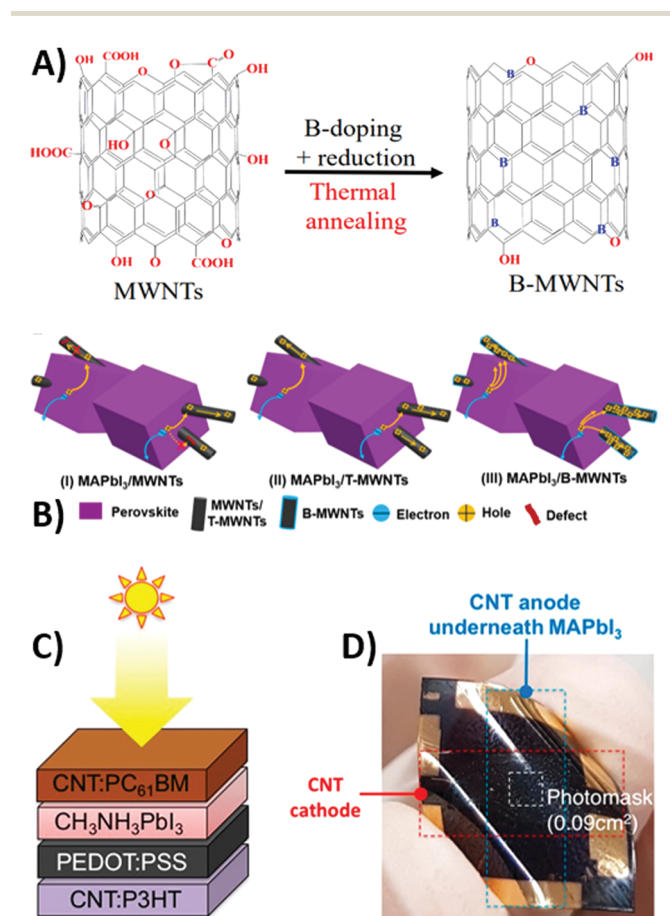 A)
OH
COOH
O
O
C
O
OH
HOOC
HO
O
OH
O
O
OH
O
COOH
O
MWNTs
B-doping
+ reduction
Thermal
annealing
B
O
OH
B
B
B
B
B
O
OH
B-MWNTs
(I) MAPbI₃/MWNTs
(II) MAPbI₃/T-MWNTs
(III) MAPbI₃/B-MWNTs
B)
Perovskite
MWNTs/
T-MWNTs
B-MWNTs
Electron
Hole
Defect
C)
CNT:PC₆₁BM
CH₃NH₃PbI₃
PEDOT:PSS
CNT:P3HT
D)
CNT anode
underneath MAPbI₃
CNT
cathode
Photomask
(0.09cm²)